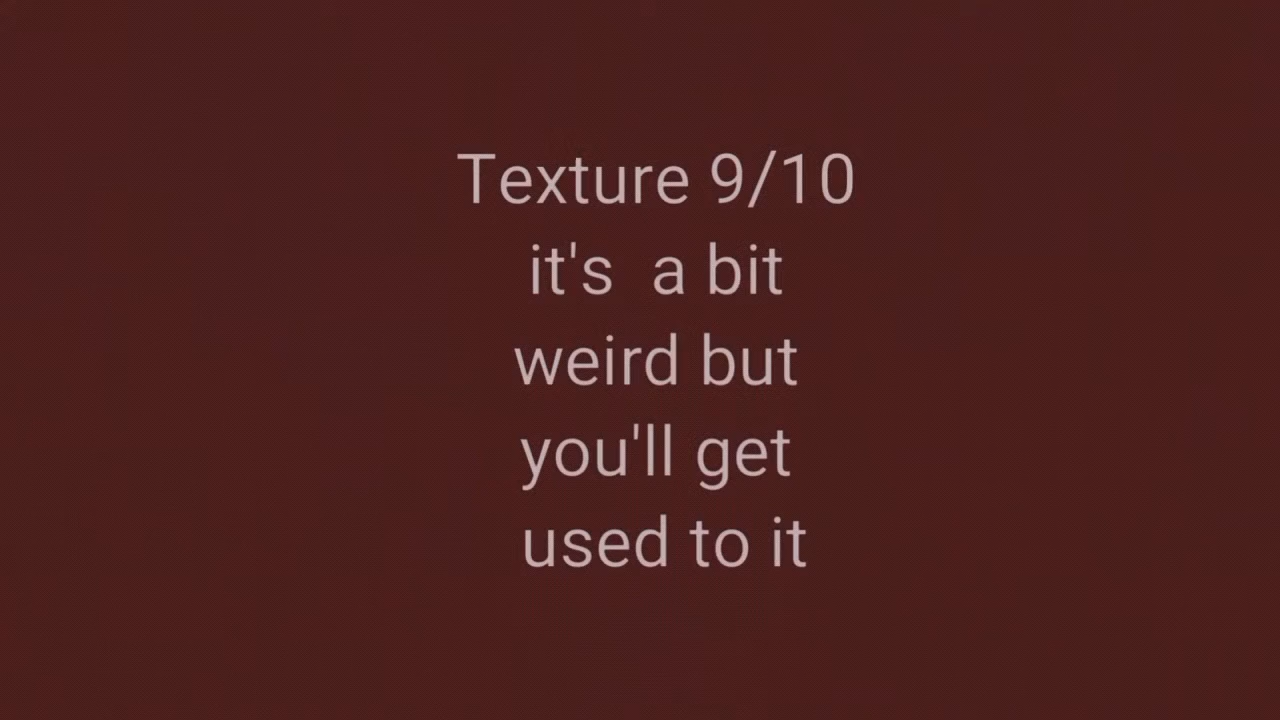 Texture 9/10
it's  a bit
weird but
you'll get
used to it